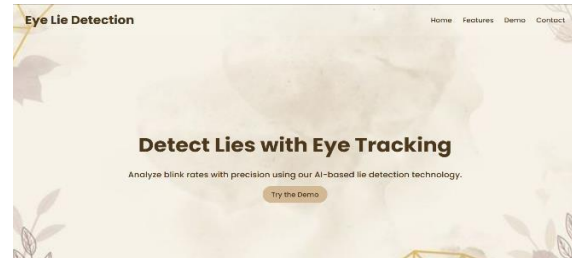 Eye Lie Detection
Home Features Demo Contact
Detect Lies with Eye Tracking
Analyze blink rates with precision using our AI-based lie detection technology.
Try the Demo